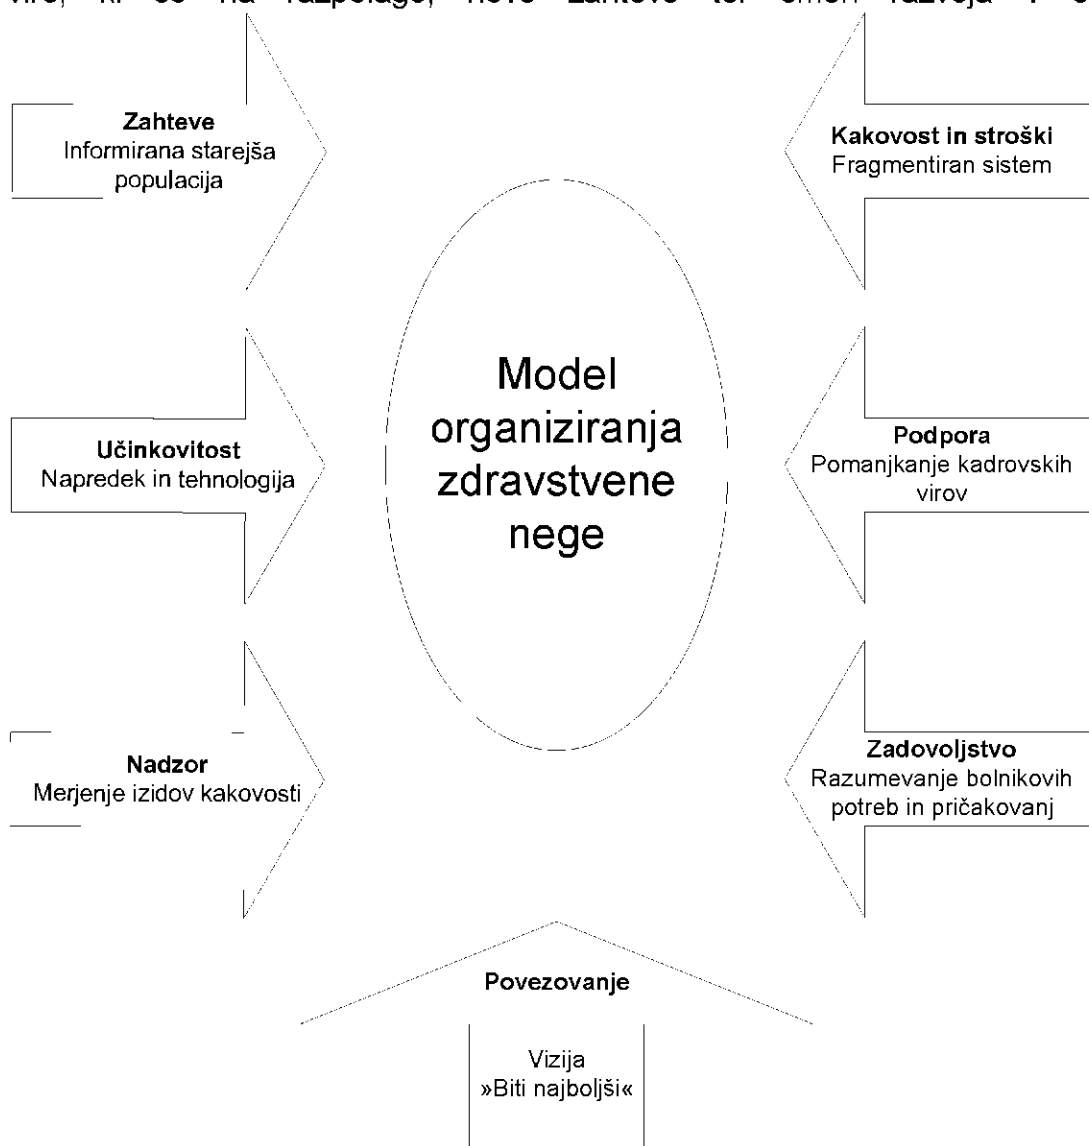 Zahteve
Informirana starejša
populacija
Kakovost in stroški
Fragmentiran sistem
Model
organiziranja
zdravstvene
nege
Učinkovitost
Napredek in tehnologija
Podpora
Pomanjkanje kadrovskih
virov
Nadzor
Merjenje izidov kakovosti
Zadovoljstvo
Razumevanje bolnikovih
potreb in pričakovanj
Povezovanje
Vizija
»Biti najboljši«